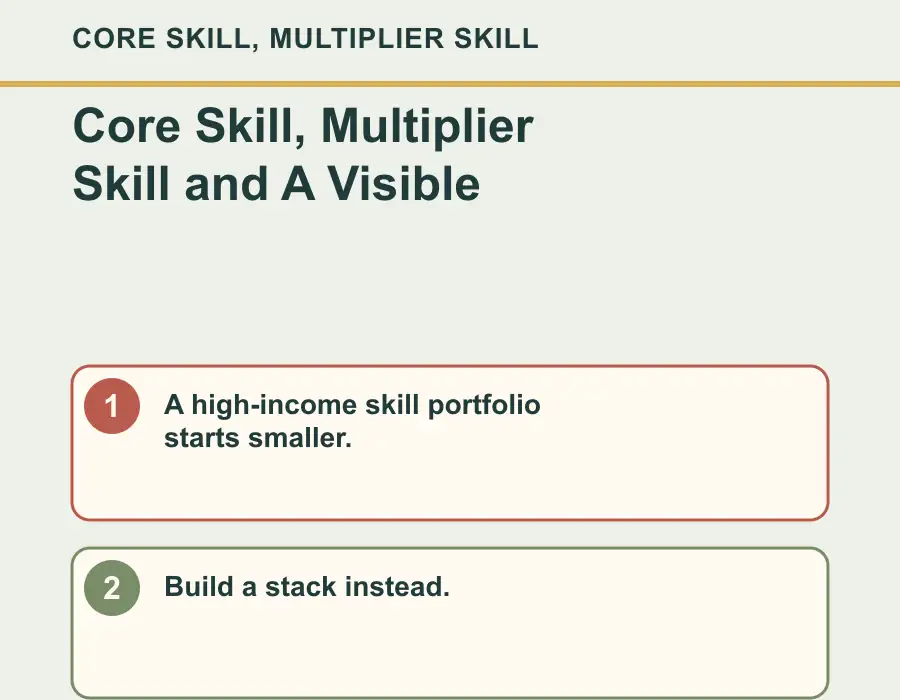 CORE SKILL, MULTIPLIER SKILL
Core Skill, Multiplier
Skill and A Visible
1
A high-income skill portfolio
starts smaller.
2
Build a stack instead.